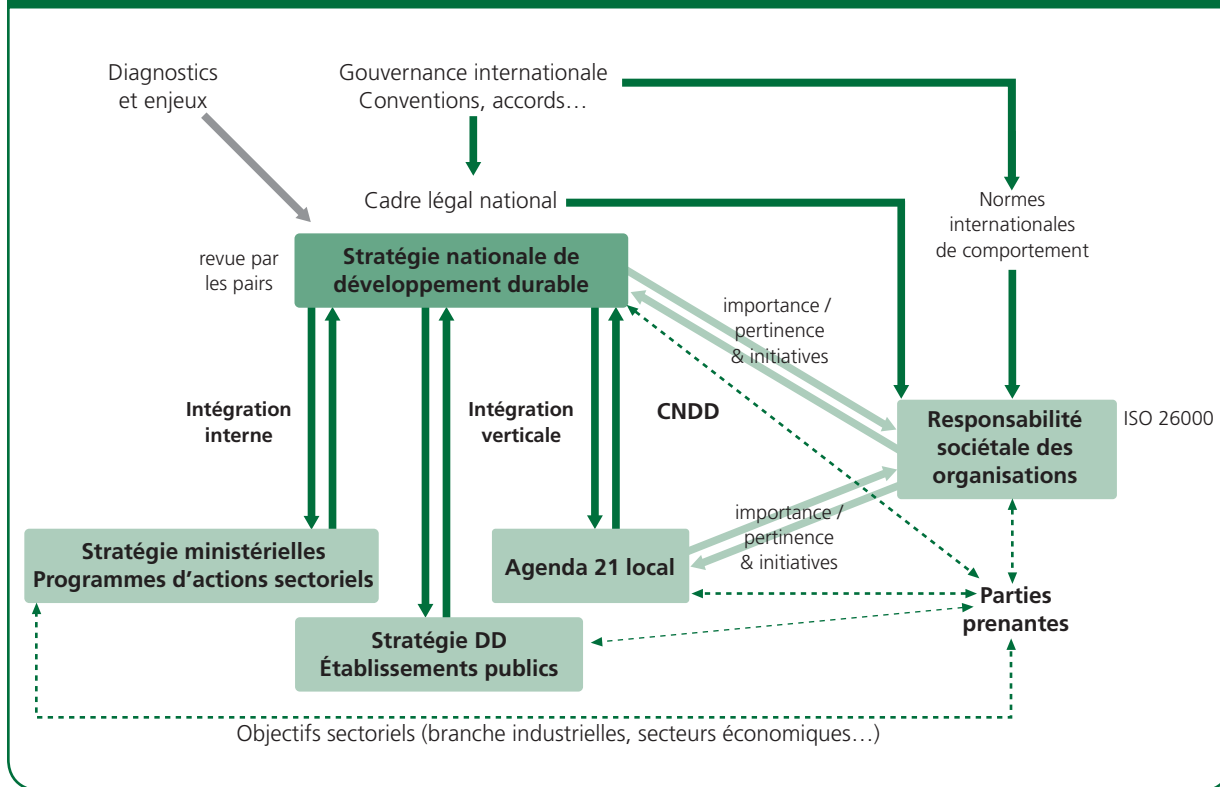 Diagnostics
et enjeux
Gouvernance internationale
Conventions, accords…
Cadre légal national
Normes
internationales
de comportement
revue par
les pairs
Stratégie nationale de
développement durable
importance /
pertinence
& initiatives
Intégration
interne
Intégration
verticale
CNDD
Responsabilité
sociétale des
organisations
ISO 26000
Stratégie ministérielles
Programmes d'actions sectoriels
Agenda 21 local
importance /
pertinence
& initiatives
Parties
prenantes
Stratégie DD
Établissements publics
Objectifs sectoriels (branche industrielles, secteurs économiques…)